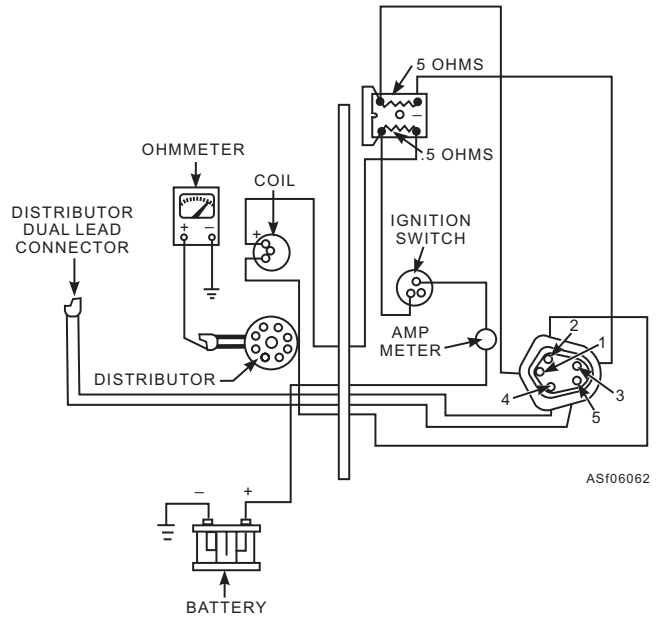 5 OHMS
.5 OHMS
OHMMETER
COIL
DISTRIBUTOR
DUAL LEAD
CONNECTOR
+ –
+
–
IGNITION
SWITCH
AMP
METER
DISTRIBUTOR
2
1
3
4
5
ASf06062
– +
BATTERY